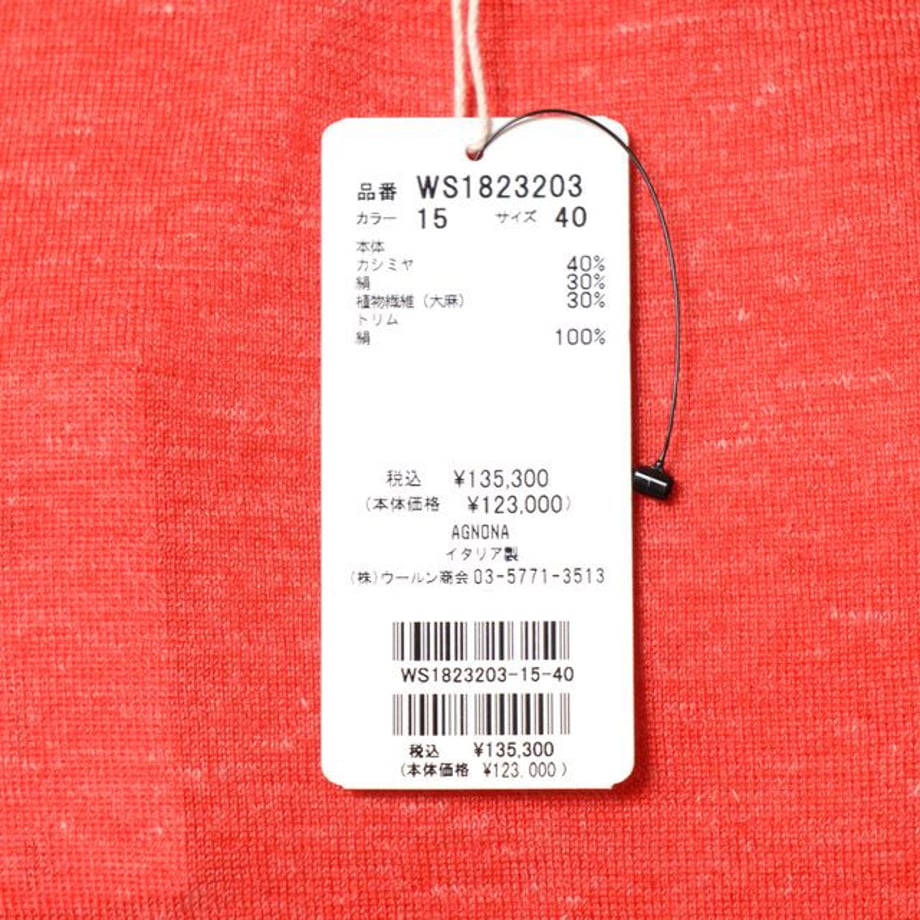 品番 WS1823203
カラー 15 サイズ 40
本体
カシミヤ 40%
絹 30%
植物繊維（大麻） 30%
トリム
絹 100%
税込 ¥135,300
（本体価格 ¥123,000）
AGNONA
イタリア製
（株）ウールン商会 03-5771-3513
WS1823203-15-40
税込 ¥135,300
（本体価格 ¥123.000）